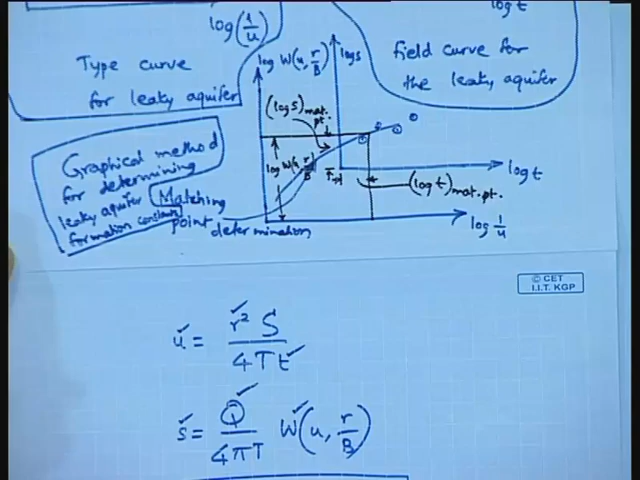 log(1/u)
log t
Type curve
for leaky aquifer
log W(u, r/B)
log s
Field curve for
the leaky aquifer
(log s) mat. pt.
Graphical method
for determining
leaky aquifer
formation constants
Matching
point determination
log W(u, r/B)
log t
(log t) mat. pt.
log 1/u
© CET
I.I.T. KGP
u = r² S / 4 T t
s = Q / 4πT W(u, r/B)